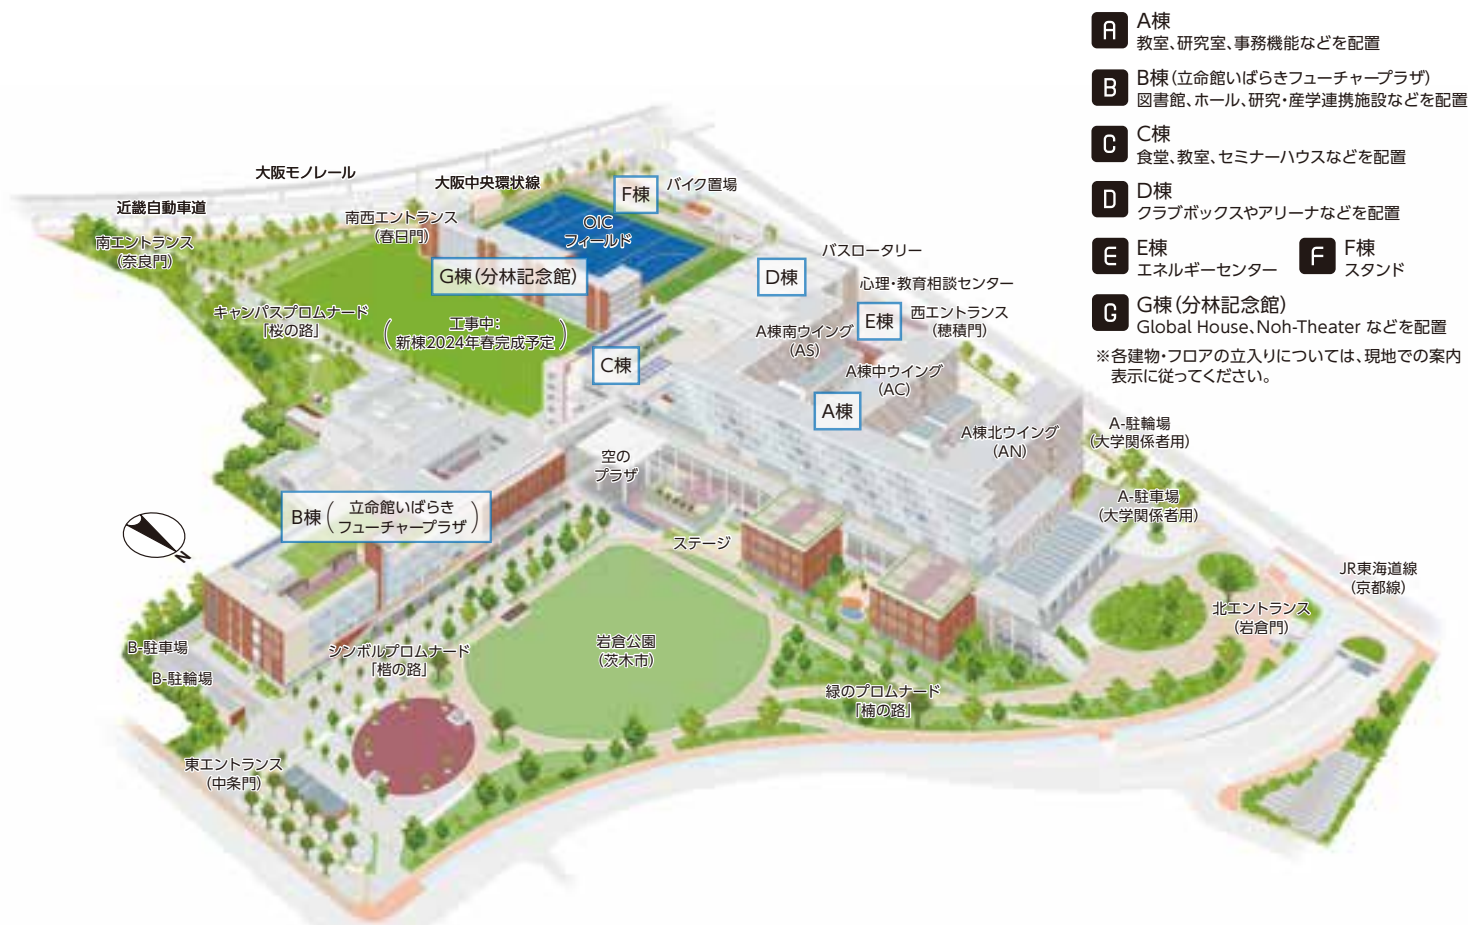 A
A棟
教室、研究室、事務機能などを配置
B
B棟(立命館いばらきフューチャープラザ)
図書館、ホール、研究・産学連携施設などを配置
C
C棟
食堂、教室、セミナーハウスなどを配置
D
D棟
クラブボックスやアリーナなどを配置
E
E棟
エネルギーセンター
F
F棟
スタンド
G
G棟(分林記念館)
Global House、Noh-Theater などを配置
※各建物・フロアの立入りについては、現地での案内
表示に従ってください。
大阪モノレール
大阪中央環状線
近畿自動車道
F棟
バイク置場
南西エントランス
(春日門)
OIC
フィールド
南エントランス
(奈良門)
バスロータリー
G棟(分林記念館)
D棟
心理・教育相談センター
キャンパスプロムナード
「桜の路」
工事中:
新棟2024年春完成予定
E棟
西エントランス
(穂積門)
A棟南ウイング
(AS)
C棟
A棟中ウイング
(AC)
A棟
A棟北ウイング
(AN)
A-駐輪場
(大学関係者用)
空の
プラザ
A-駐車場
(大学関係者用)
B棟(立命館いばらき
フューチャープラザ)
N
ステージ
JR東海道線
(京都線)
北エントランス
(岩倉門)
B-駐車場
シンボルプロムナード
「楷の路」
岩倉公園
(茨木市)
B-駐輪場
緑のプロムナード
「楠の路」
東エントランス
(中条門)